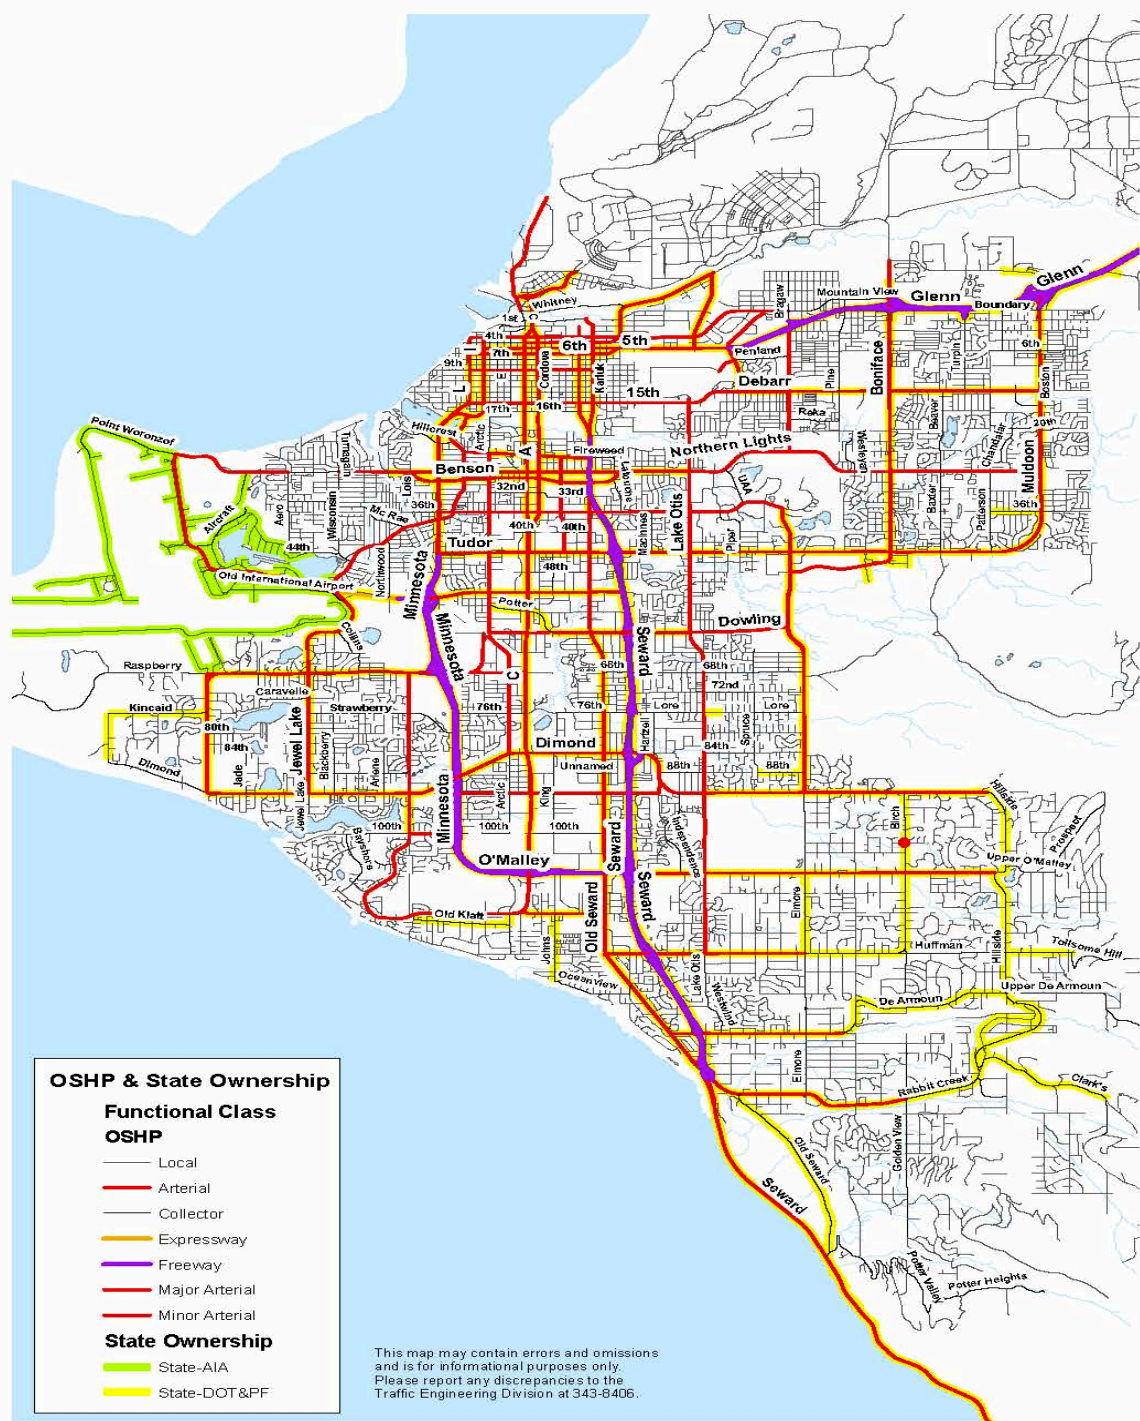 Glenn
Mountain View
Glenn
Boundary
Bragaw
Whitney
1st
C
4th
5th
6th
6th
I
7th
Penland
9th
E
Cordova
Karluk
Boniface
Turpin
Boston
L
Debarr
Pine
15th
17th
16th
Reka
Beaver
20th
Point Woronzof
Hillcrest
Arctic
Northern Lights
Wesleyan
Chandalar
Turnagain
A
Fireweed
Benson
Latouche
Muldoon
Lois
32nd
33rd
UAA
Aero
Wisconsin
36th
Baxter
Patterson
36th
Mc Rae
Aircraft
40th
40th
MacInnes
Lake Otis
Piper
44th
Tudor
Northwood
48th
Old International Airport
Minnesota
Potter
Dowling
Collins
Minnesota
Seward
Raspberry
68th
68th
C
72nd
Caravelle
Kincaid
Strawberry
76th
76th
Lore
Lore
80th
Jewel Lake
Hartzell
Spruce
84th
Dimond
84th
Blackberry
Unnamed
88th
88th
Dimond
Jade
Arlene
Minnesota
Arctic
King
Hillside
Jewel Lake
Birch
Prospect
100th
100th
100th
Seward
Independence
Bayshore
O'Malley
Upper O'Malley
Seward
Old Seward
Elmore
Old Klatt
Johns
Huffman
Hillside
Toilsome Hill
Lake Otis
Oceanview
Westwind
Upper De Armoun
De Armoun
Elmore
Rabbit Creek
Clark's
Golden View
Old Seward
Seward
Potter Valley
Potter Heights
OSHP & State Ownership
Functional Class
OSHP
Local
Arterial
Collector
Expressway
Freeway
Major Arterial
Minor Arterial
State Ownership
State-AIA
State-DOT&PF
This map may contain errors and omissions
and is for informational purposes only.
Please report any discrepancies to the
Traffic Engineering Division at 343-8406.